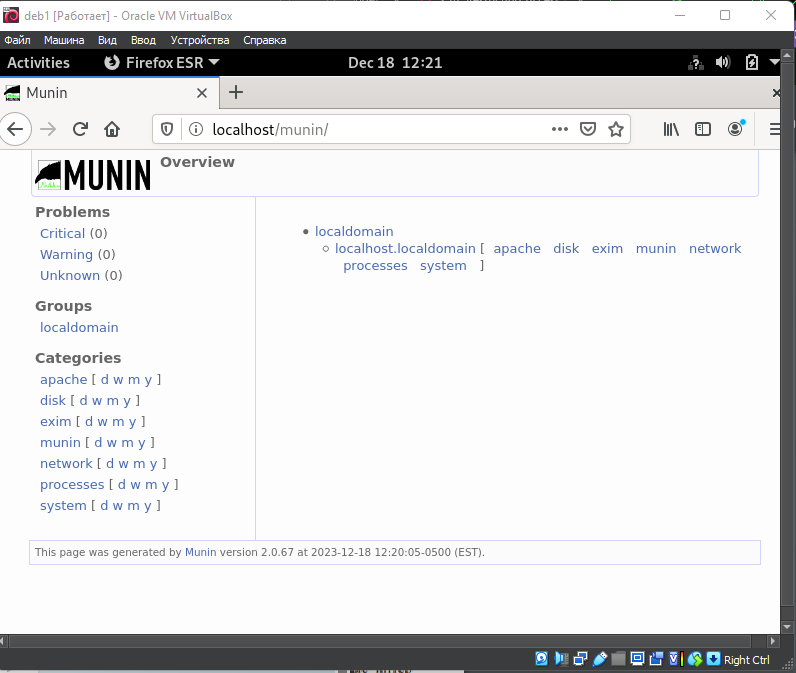 deb1 [Работает] - Oracle VM VirtualBox
Файл Машина Вид Ввод Устройства Справка
Activities Firefox ESR Dec 18 12:21
Munin
localhost/munin/
MUNIN Overview
Problems
Critical (0)
Warning (0)
Unknown (0)
Groups
localdomain
Categories
apache [ d w m y ]
disk [ d w m y ]
exim [ d w m y ]
munin [ d w m y ]
network [ d w m y ]
processes [ d w m y ]
system [ d w m y ]
localdomain
localhost.localdomain [ apache disk exim munin network
processes system ]
This page was generated by Munin version 2.0.67 at 2023-12-18 12:20:05-0500 (EST).
Right Ctrl